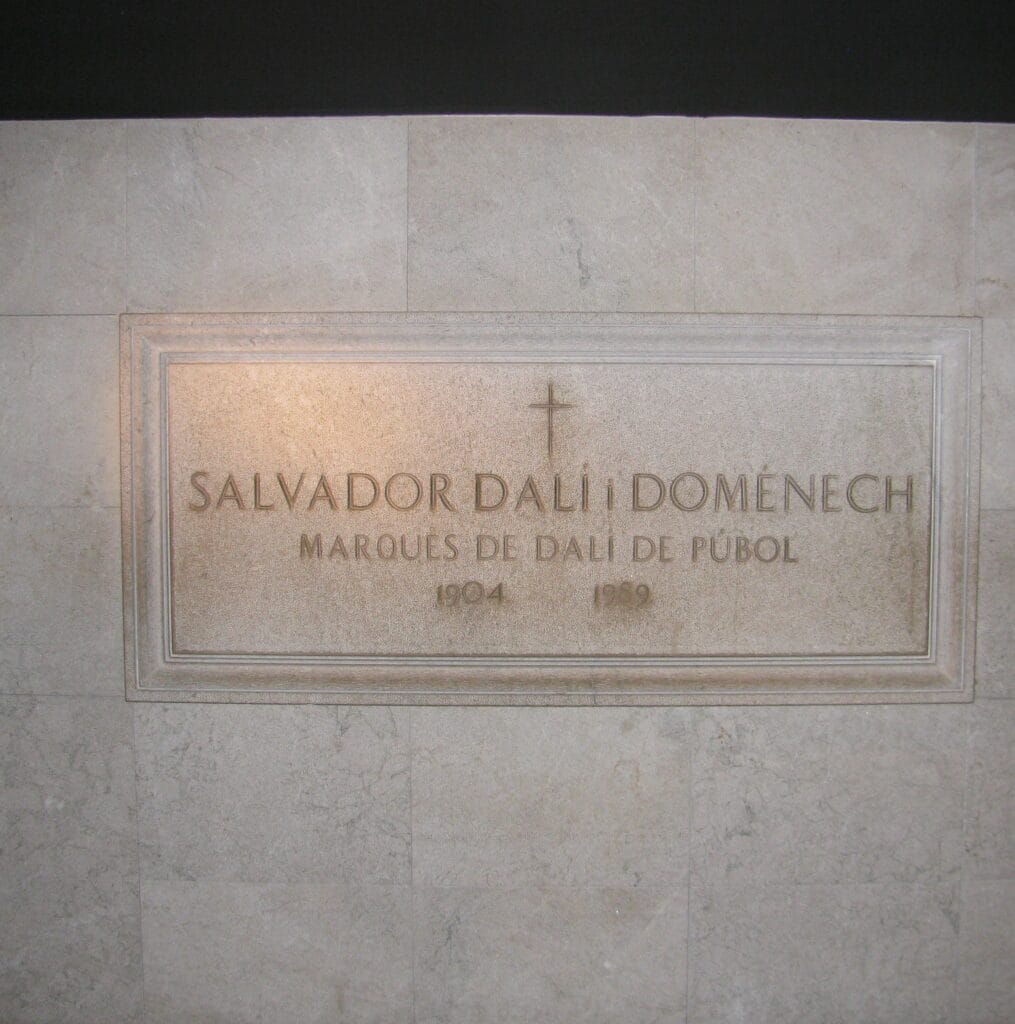 SALVADOR DALÍ i DOMÉNECH
MARQUÈS DE DALÍ DE PÚBOL
1904 1989